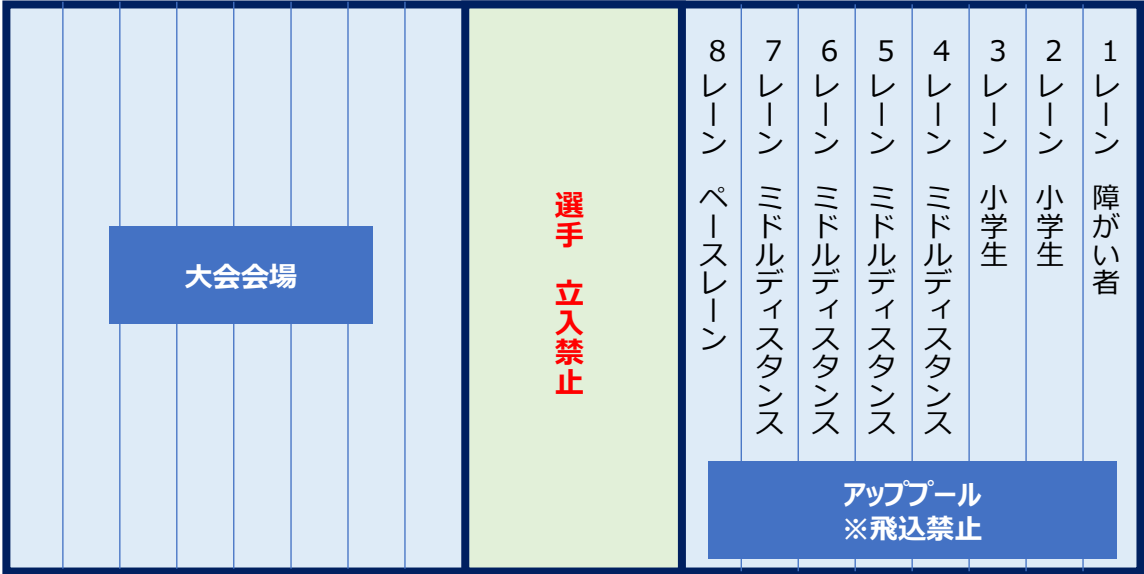 大会会場
選手　立入禁止
8レーン　ペースレーン
7レーン　ミドルディスタンス
6レーン　ミドルディスタンス
5レーン　ミドルディスタンス
4レーン　ミドルディスタンス
3レーン　小学生
2レーン　小学生
1レーン　障がい者
アッププール
※飛込禁止